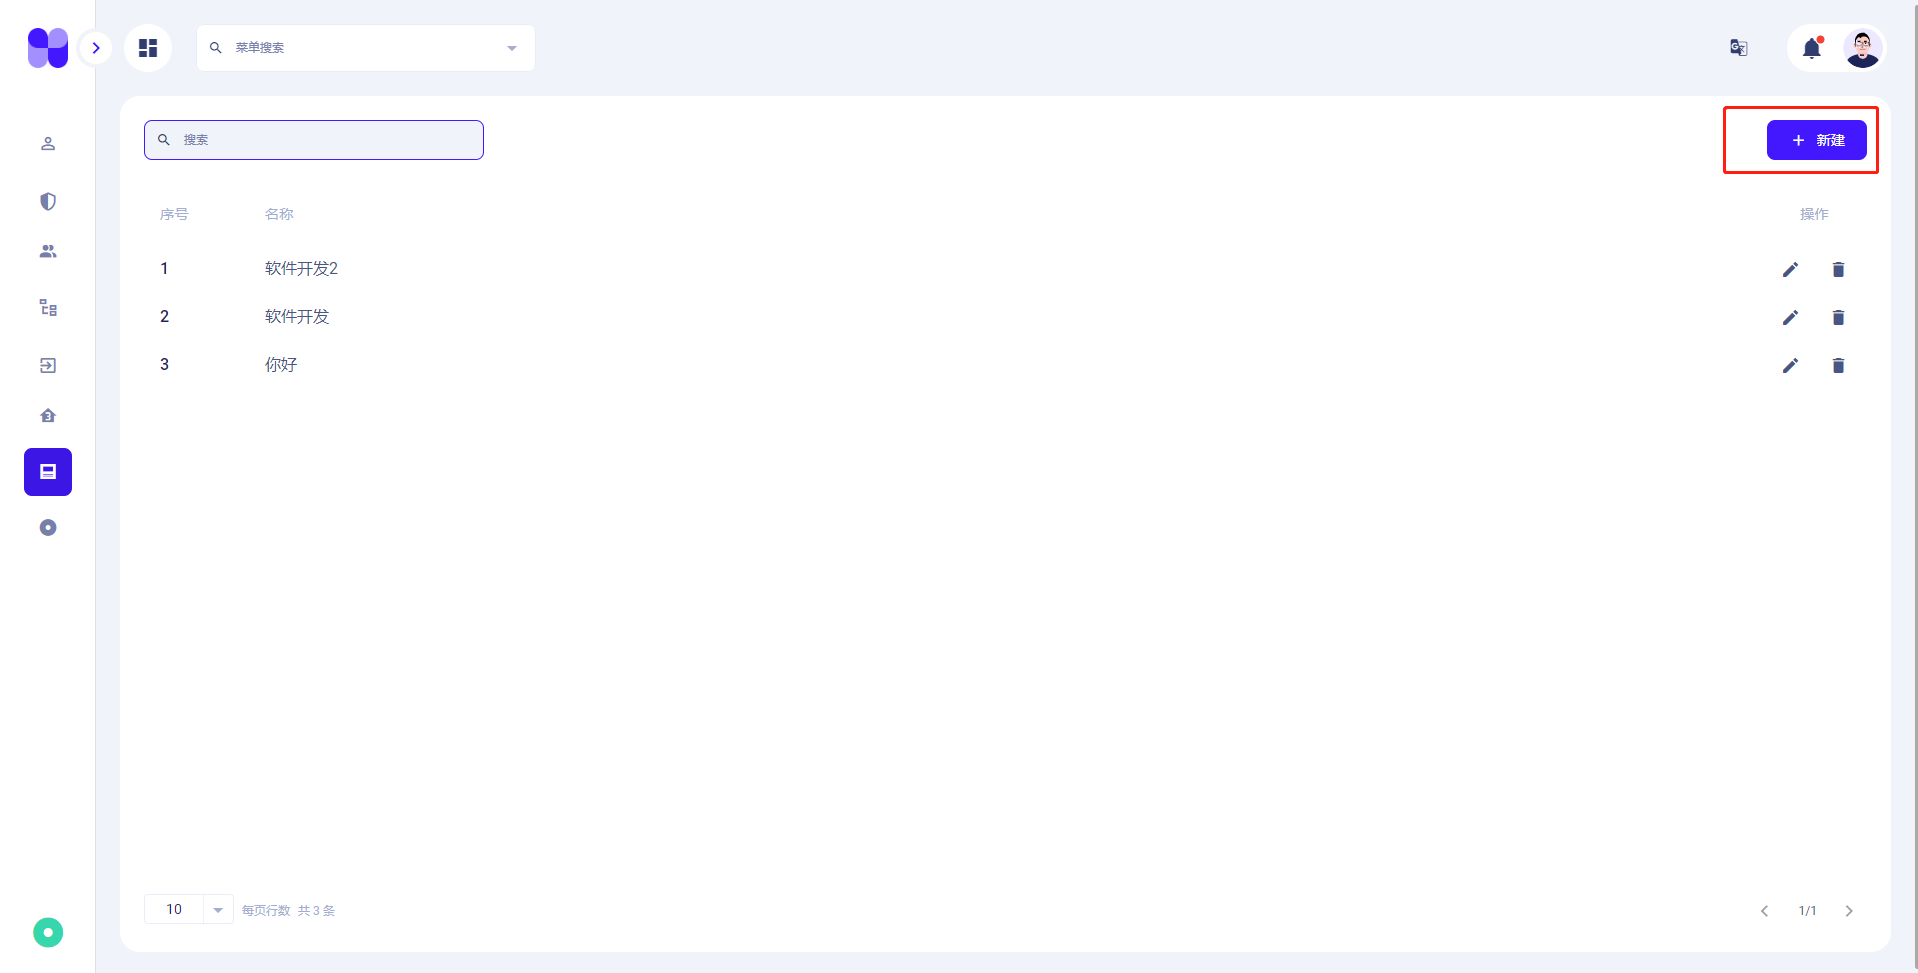 菜单搜索
搜索
新建
序号 名称 操作
1 软件开发2
2 软件开发
3 你好
10 每页行数 共 3 条 1/1